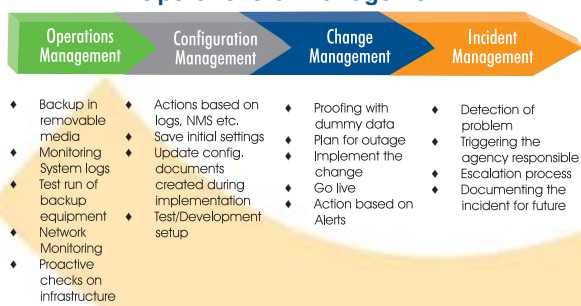 Operations
Management
Configuration
Management
Change
Management
Incident
Management
♦ Backup in
removable
media
♦ Monitoring
System logs
♦ Test run of
backup
equipment
♦ Network
Monitoring
♦ Proactive
checks on
infrastructure
♦ Actions based on
logs, NMS etc.
♦ Save initial settings
♦ Update config.
documents
created during
implementation
♦ Test/Development
setup
♦ Proofing with
dummy data
♦ Plan for outage
♦ Implement the
change
♦ Go live
♦ Action based on
Alerts
♦ Detection of
problem
♦ Triggering the
agency responsible
♦ Escalation process
♦ Documenting the
incident for future